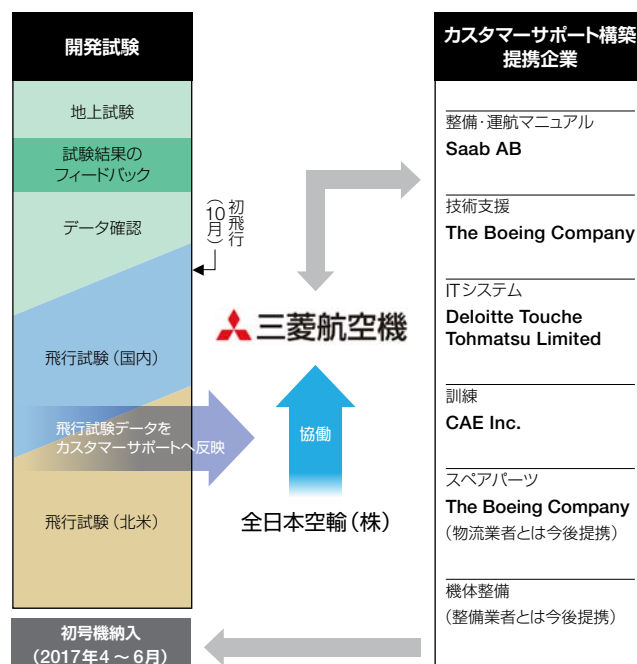 開発試験
地上試験
試験結果の
フィードバック
データ確認
初飛行
（10月）
飛行試験（国内）
飛行試験データを
カスタマーサポートへ反映
飛行試験（北米）
初号機納入
（2017年4～6月）
三菱航空機
協働
全日本空輸（株）
カスタマーサポート構築
提携企業
整備・運航マニュアル
Saab AB
技術支援
The Boeing Company
ITシステム
Deloitte Touche
Tohmatsu Limited
訓練
CAE Inc.
スペアパーツ
The Boeing Company
（物流業者とは今後提携）
機体整備
（整備業者とは今後提携）